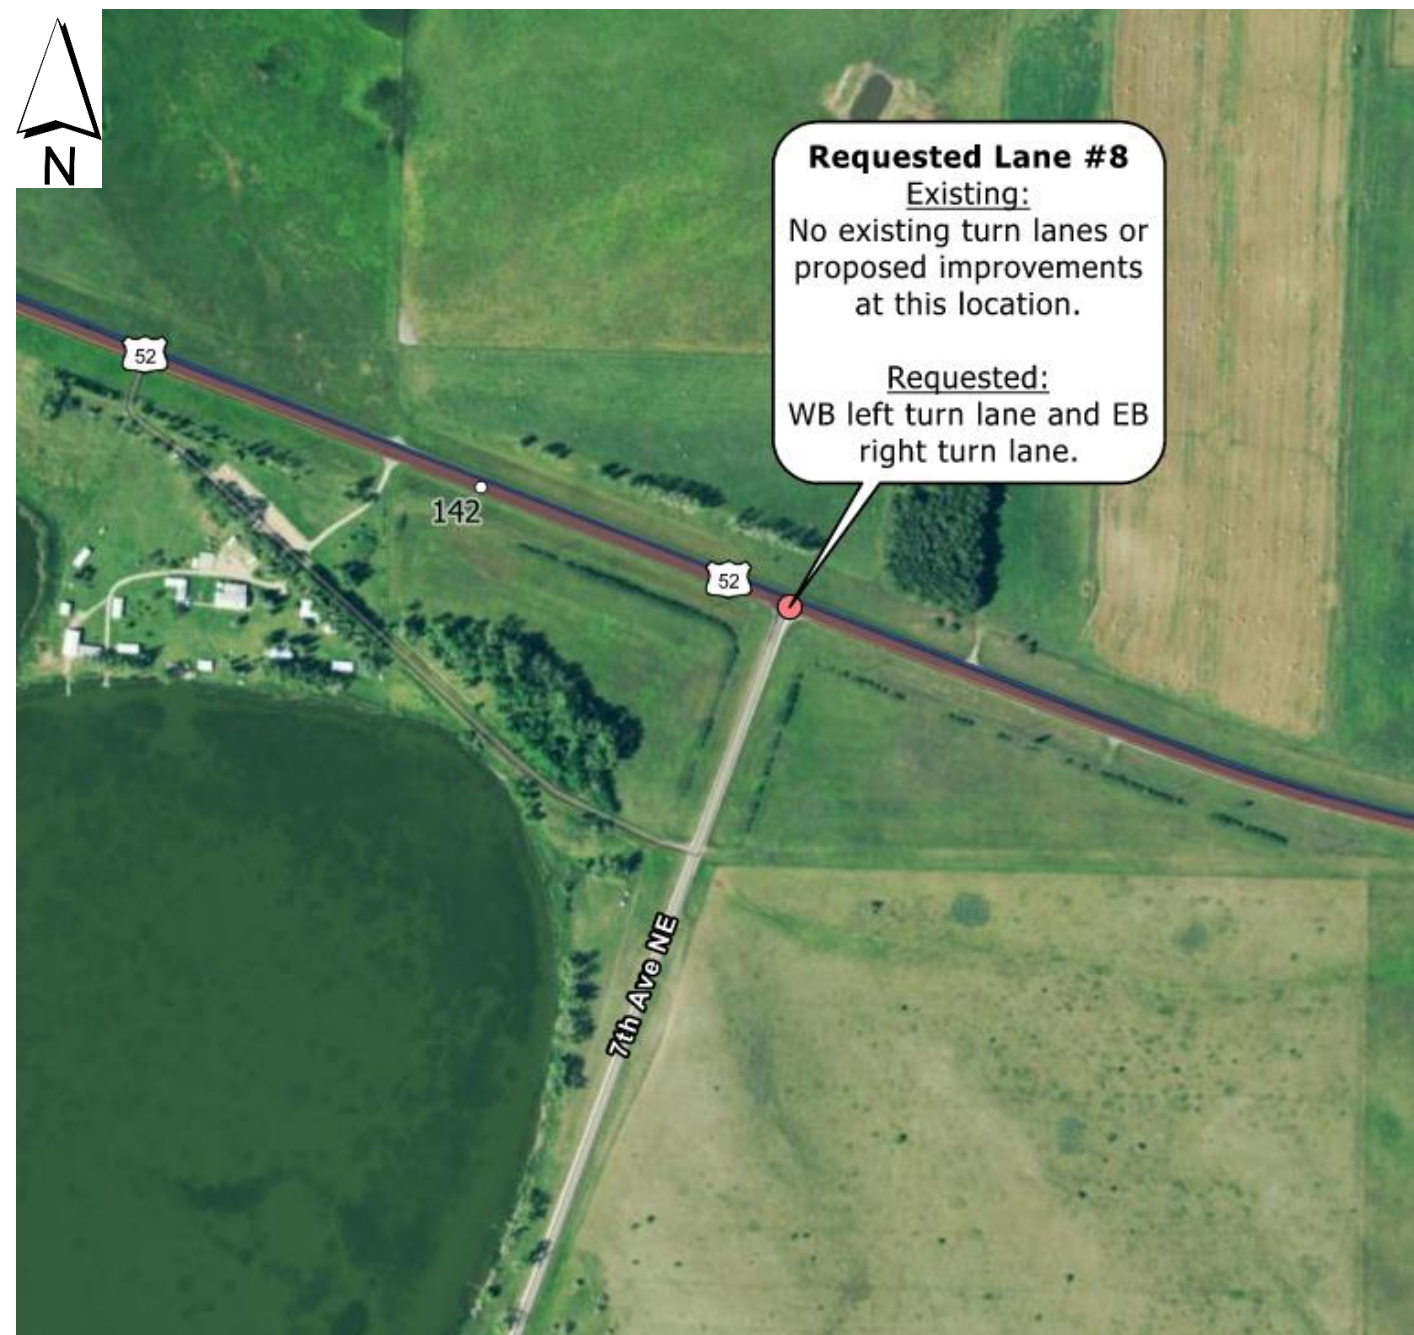 N
Requested Lane #8
Existing:
No existing turn lanes or
proposed improvements
at this location.
Requested:
WB left turn lane and EB
right turn lane.
52
142
52
7th Ave NE